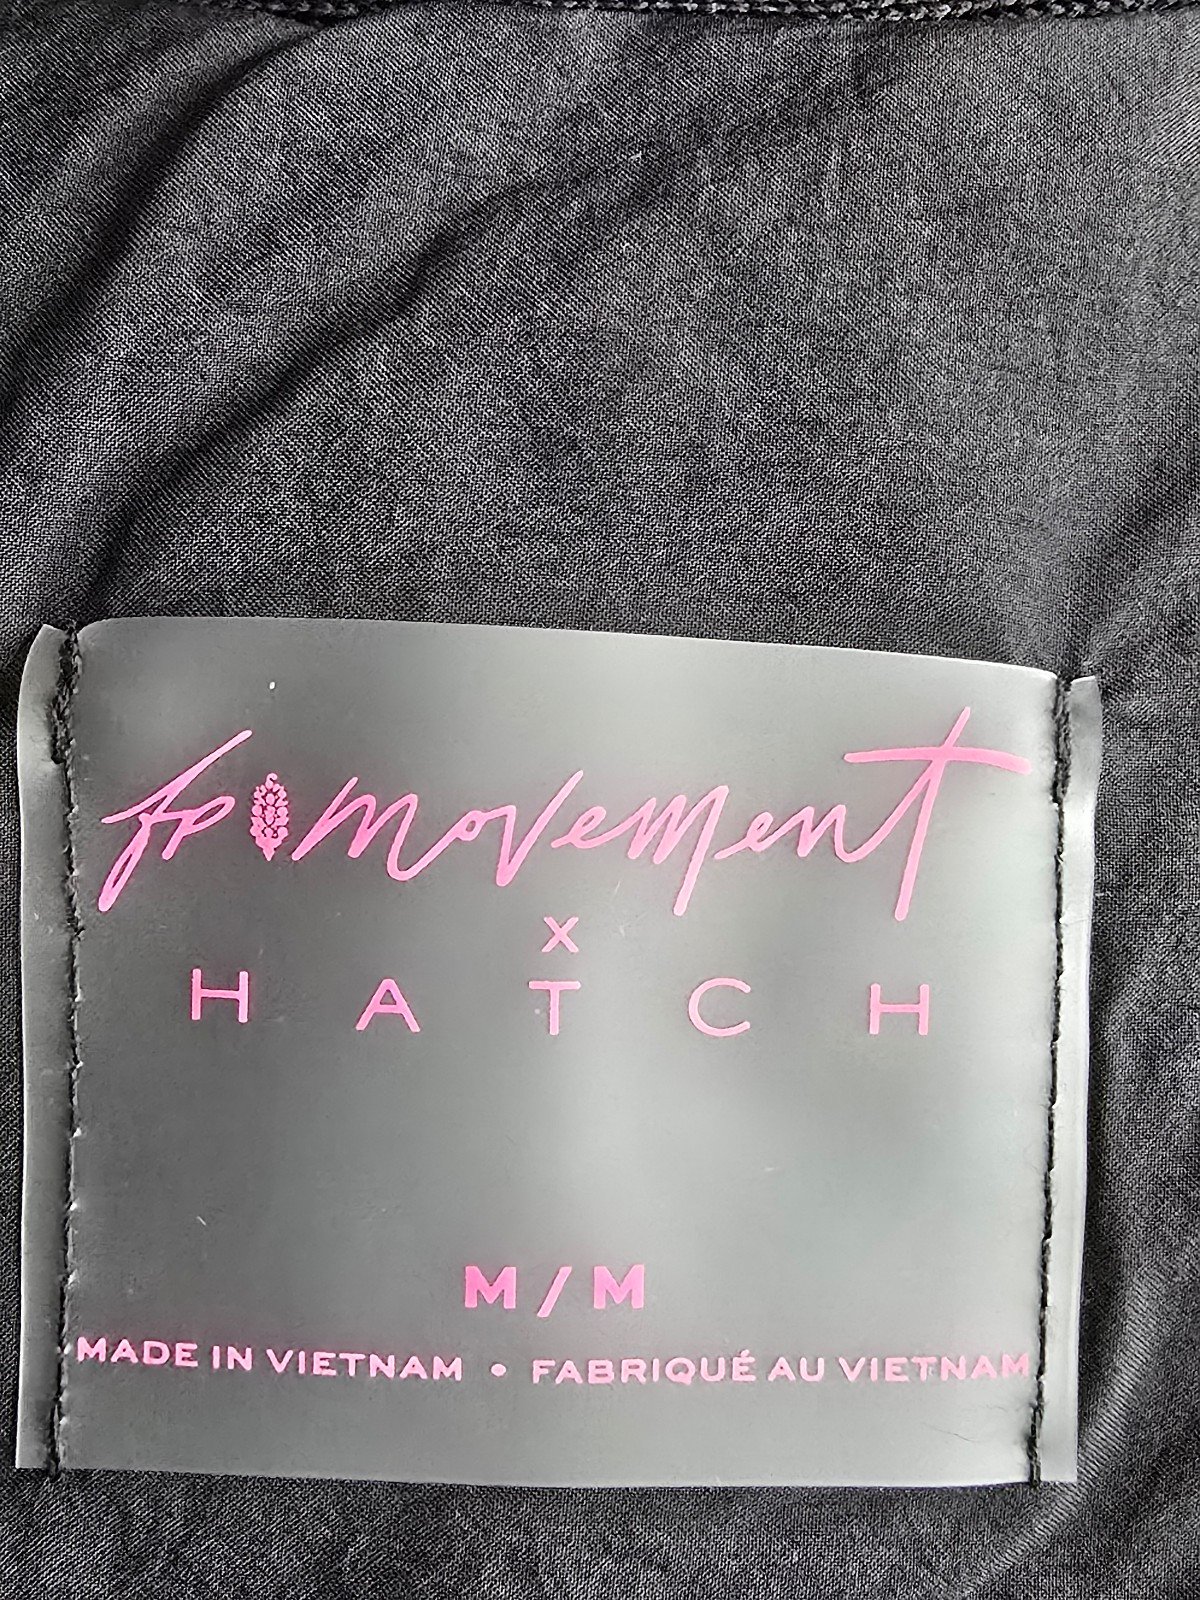 fp movement
x
HATCH
M/M
MADE IN VIETNAM • FABRIQUÉ AU VIETNAM